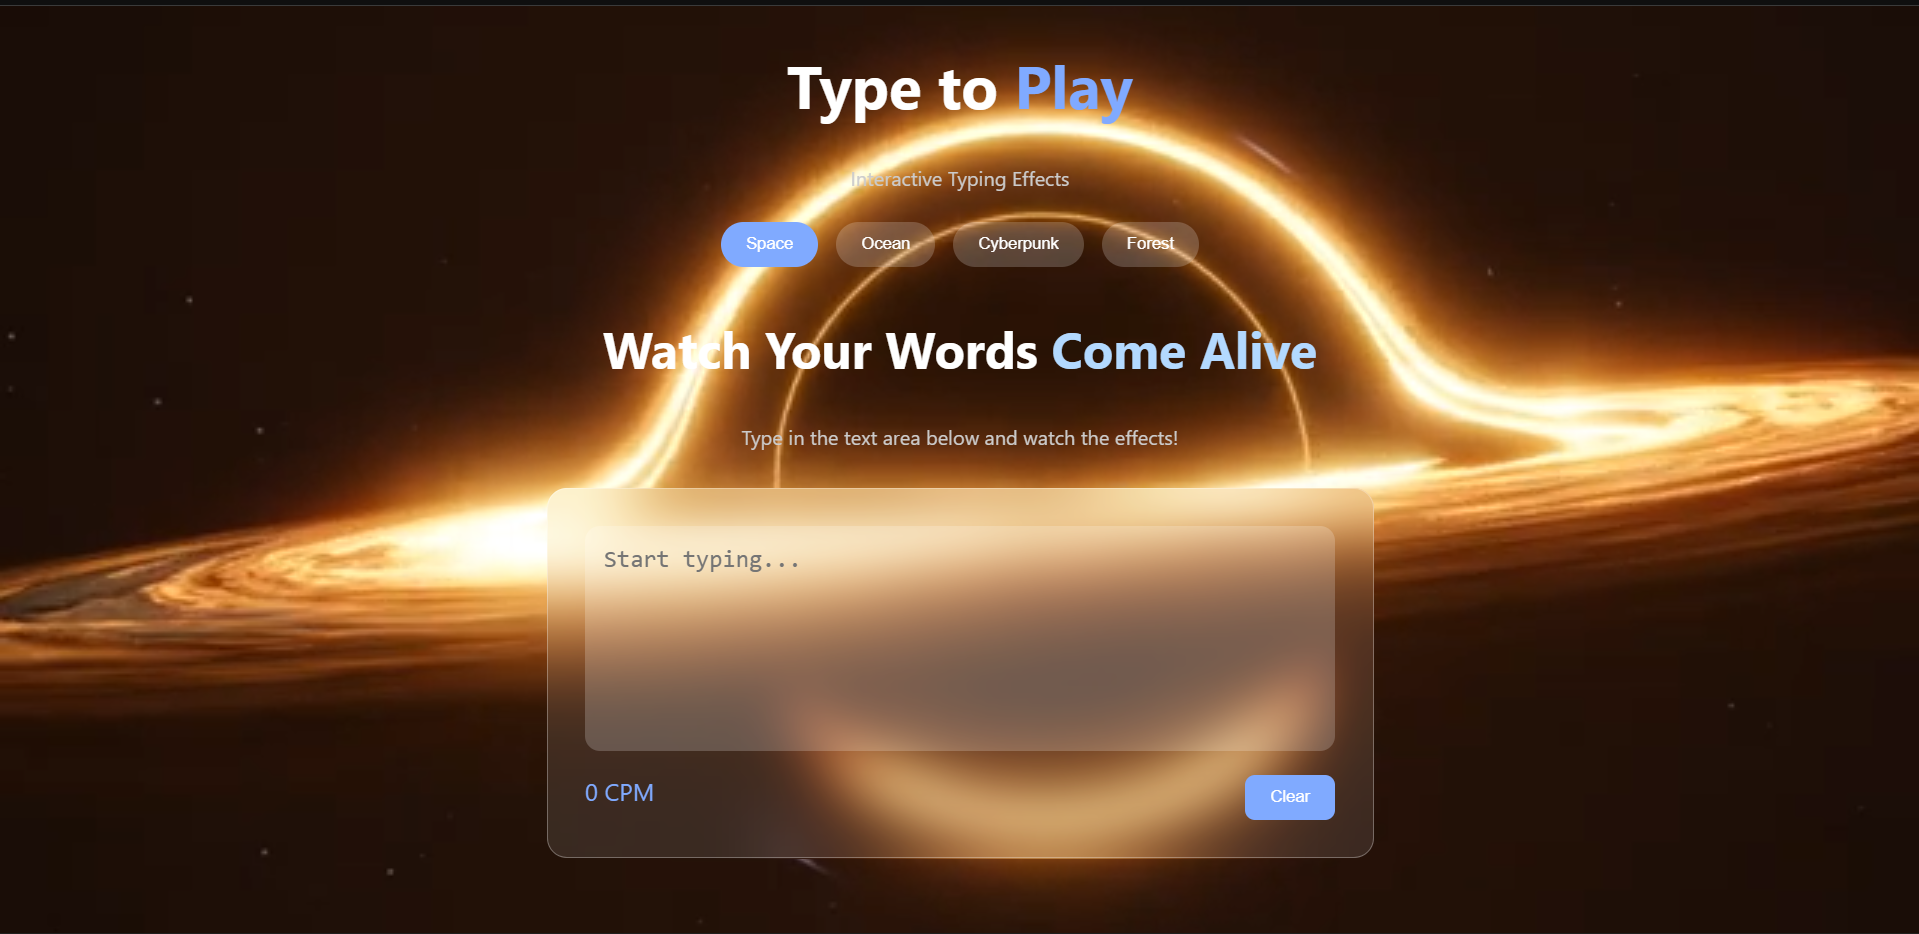 Type to Play
Interactive Typing Effects
Space Ocean Cyberpunk Forest
Watch Your Words Come Alive
Type in the text area below and watch the effects!
Start typing...
0 CPM Clear